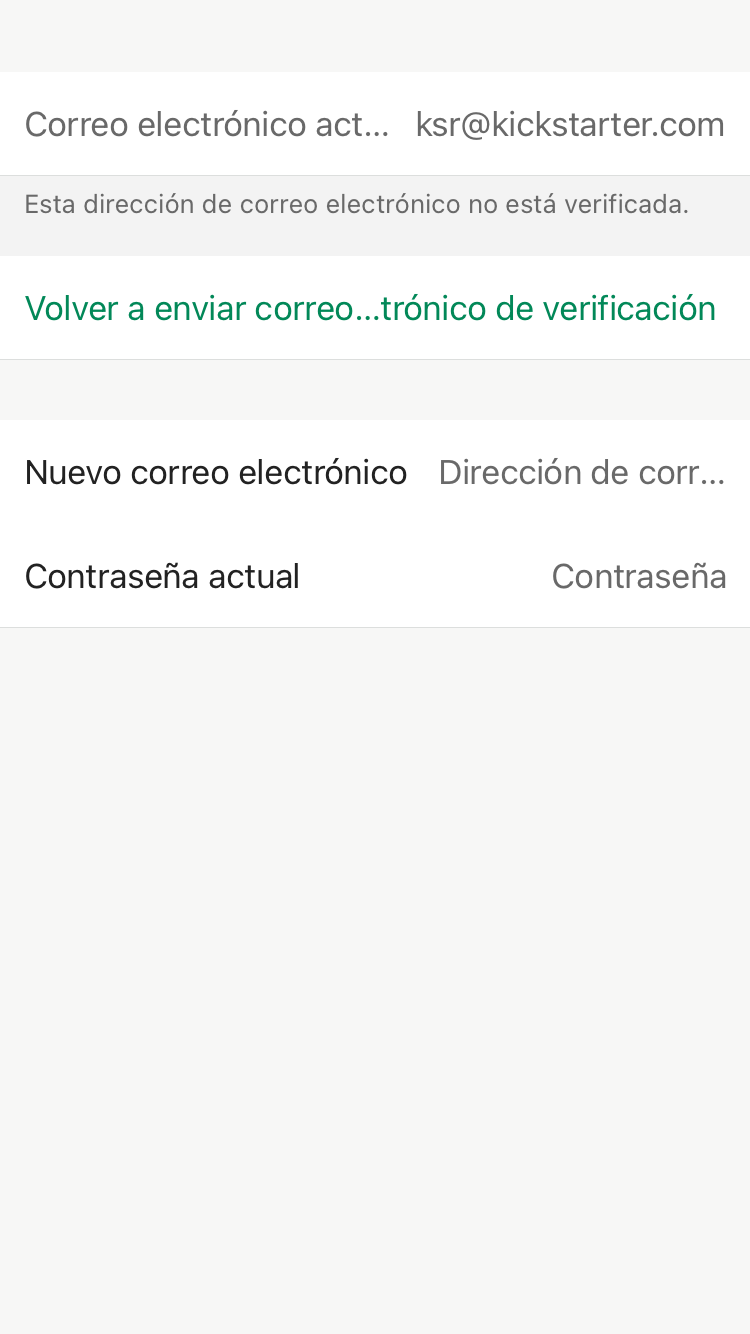 Correo electrónico act... ksr@kickstarter.com
Esta dirección de correo electrónico no está verificada.
Volver a enviar correo...trónico de verificación
Nuevo correo electrónico Dirección de corr...
Contraseña actual Contraseña